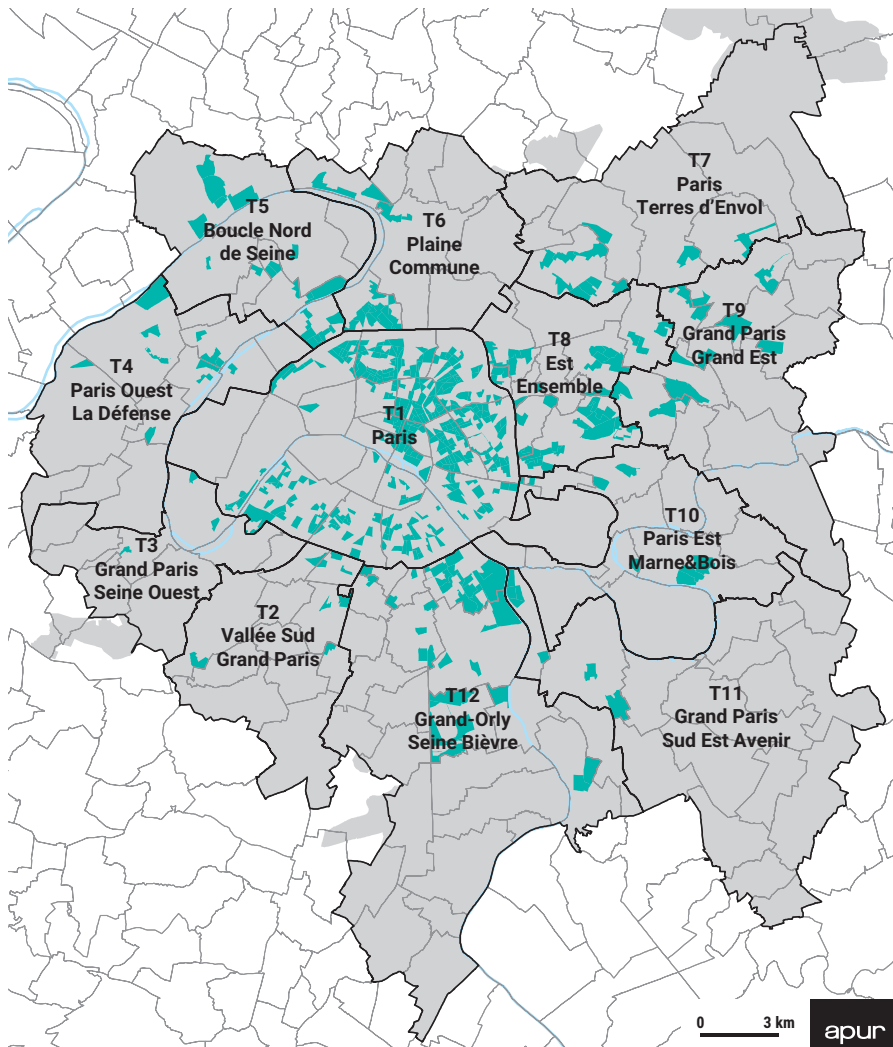 T7
Paris
Terres d'Envol
T5
Boucle Nord
de Seine
T6
Plaine
Commune
T9
Grand Paris
Grand Est
T8
Est
Ensemble
T4
Paris Ouest
La Défense
T1
Paris
T10
Paris Est
Marne&Bois
T3
Grand Paris
Seine Ouest
T2
Vallée Sud
Grand Paris
T12
Grand-Orly
Seine Bièvre
T11
Grand Paris
Sud Est Avenir
0 3 km
apur